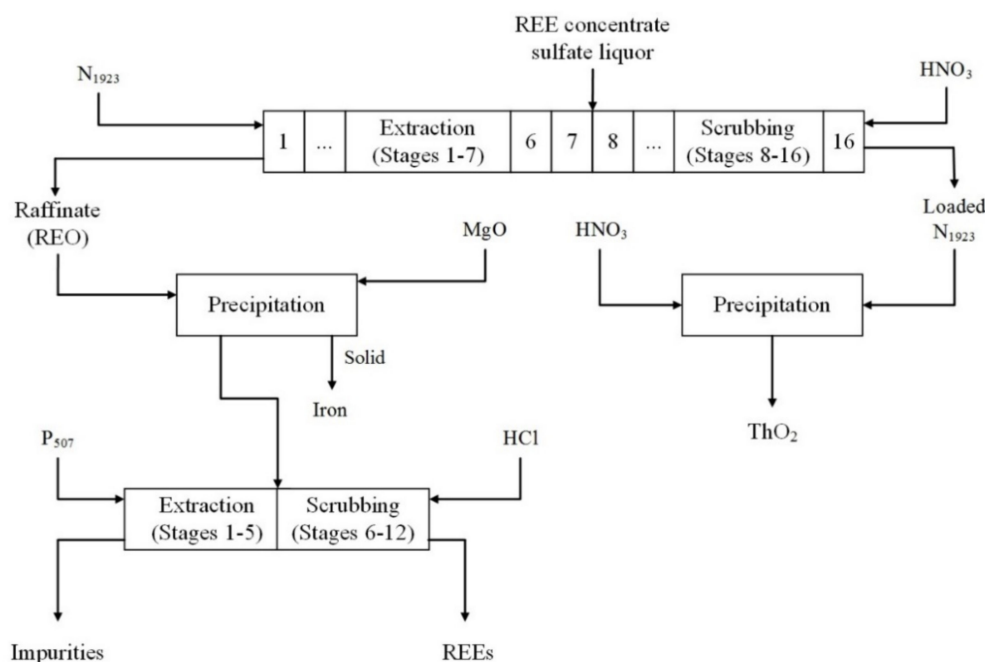 REE concentrate
sulfate liquor
N₁₉₂₃
HNO₃
1
...
Extraction
(Stages 1-7)
6
7
8
...
Scrubbing
(Stages 8-16)
16
Raffinate
(REO)
MgO
HNO₃
Loaded
N₁₉₂₃
Precipitation
Precipitation
Solid
Iron
ThO₂
P₅₀₇
HCl
Extraction
(Stages 1-5)
Scrubbing
(Stages 6-12)
Impurities
REEs